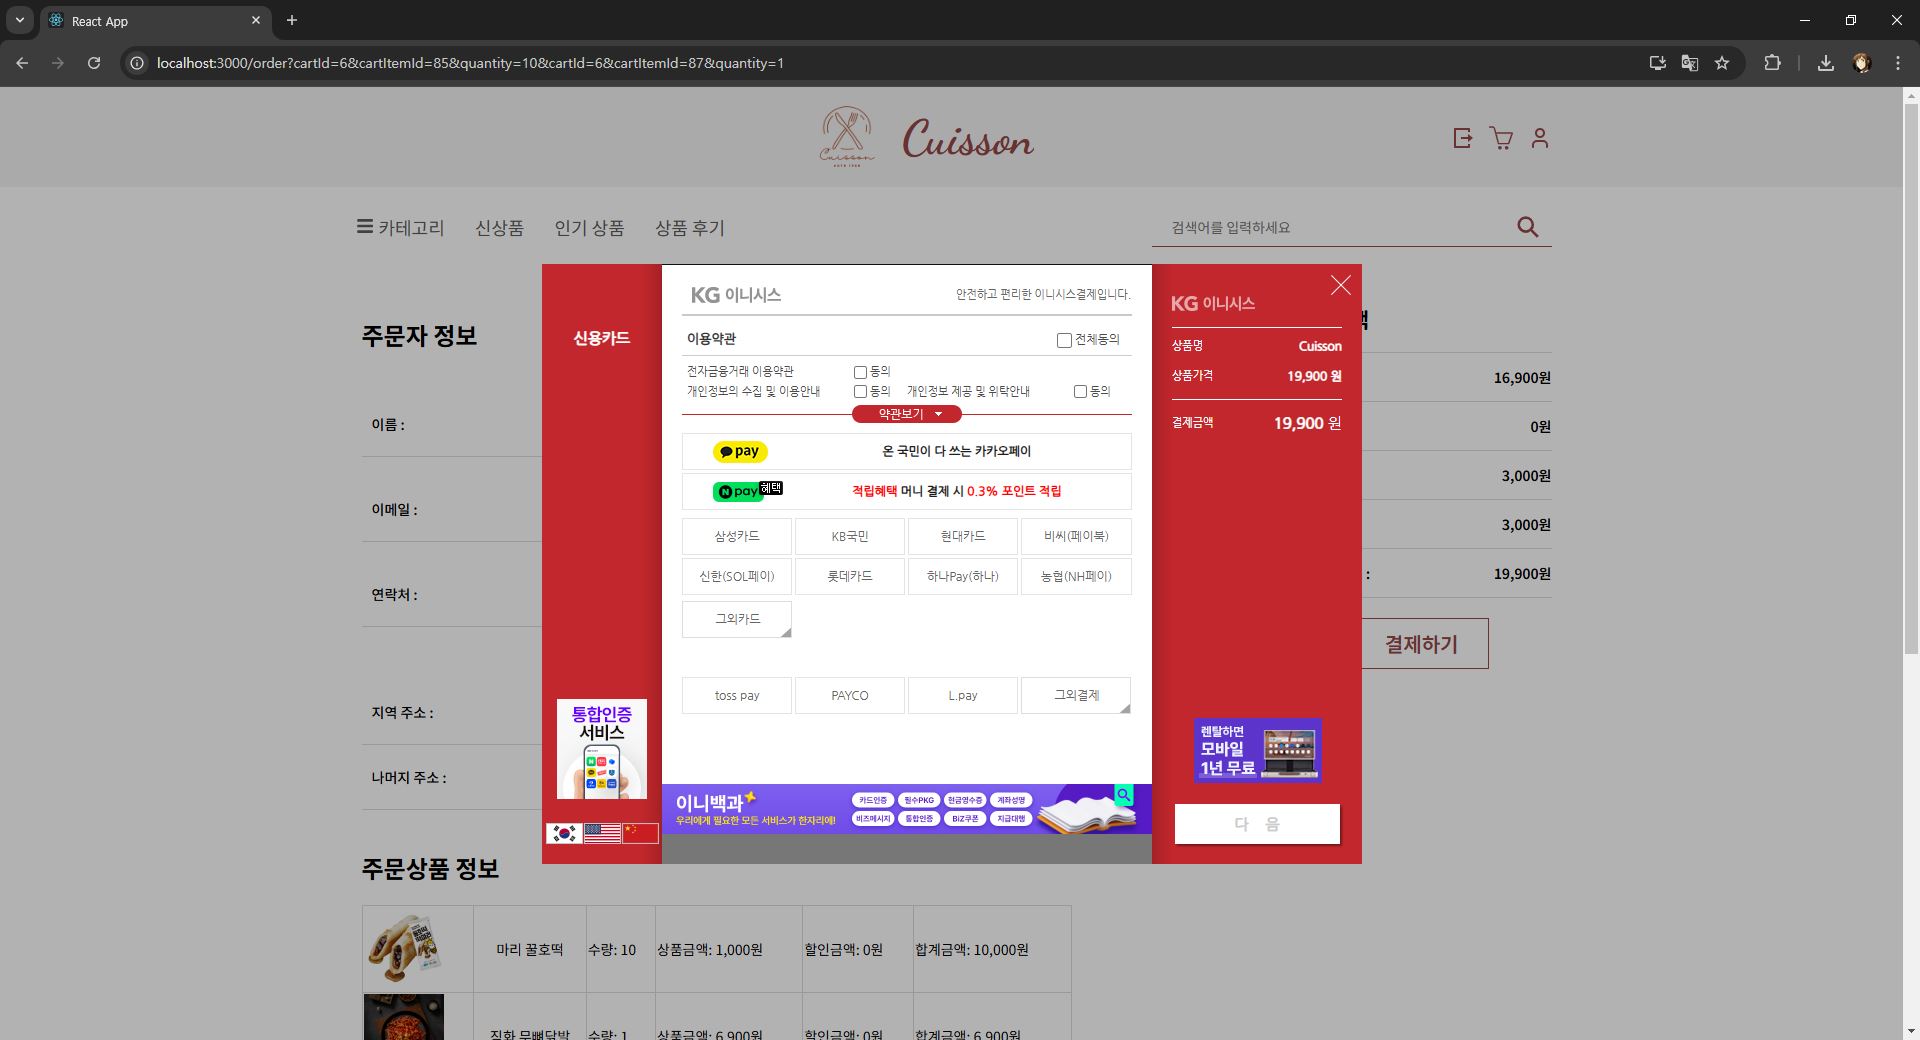 React App
localhost:3000/order?cartId=6&cartItemId=85&quantity=10&cartId=6&cartItemId=87&quantity=1
Cuisson
Cuisson
카테고리 신상품 인기 상품 상품 후기
검색어를 입력하세요
주문자 정보
이름 :
이메일 :
연락처 :
지역 주소 :
나머지 주소 :
신용카드
통합인증
서비스
KG 이니시스
안전하고 편리한 이니시스결제입니다.
이용약관
전체동의
전자금융거래 이용약관 동의
개인정보의 수집 및 이용안내 동의 개인정보 제공 및 위탁안내 동의
약관보기
pay 온 국민이 다 쓰는 카카오페이
N pay 혜택 적립혜택 머니 결제 시 0.3% 포인트 적립
삼성카드 KB국민 현대카드 비씨(페이북)
신한(SOL페이) 롯데카드 하나Pay(하나) 농협(NH페이)
그외카드
toss pay PAYCO L.pay 그외결제
이니백과
우리에게 필요한 모든 서비스가 한자리에!
카드인증 필수PKG 현금영수증 계좌성명
비즈메시지 통합인증 BIZ쿠폰 지급대행
KG 이니시스
상품명 Cuisson
상품가격 19,900 원
결제금액 19,900 원
렌탈하면
모바일
1년 무료
다 음
16,900원
0원
3,000원
3,000원
: 19,900원
결제하기
주문상품 정보
마리 꿀호떡 수량: 10 상품금액: 1,000원 할인금액: 0원 합계금액: 10,000원
직화 무뼈닭발 수량: 1 상품금액: 6,900원 할인금액: 0원 합계금액: 6,900원